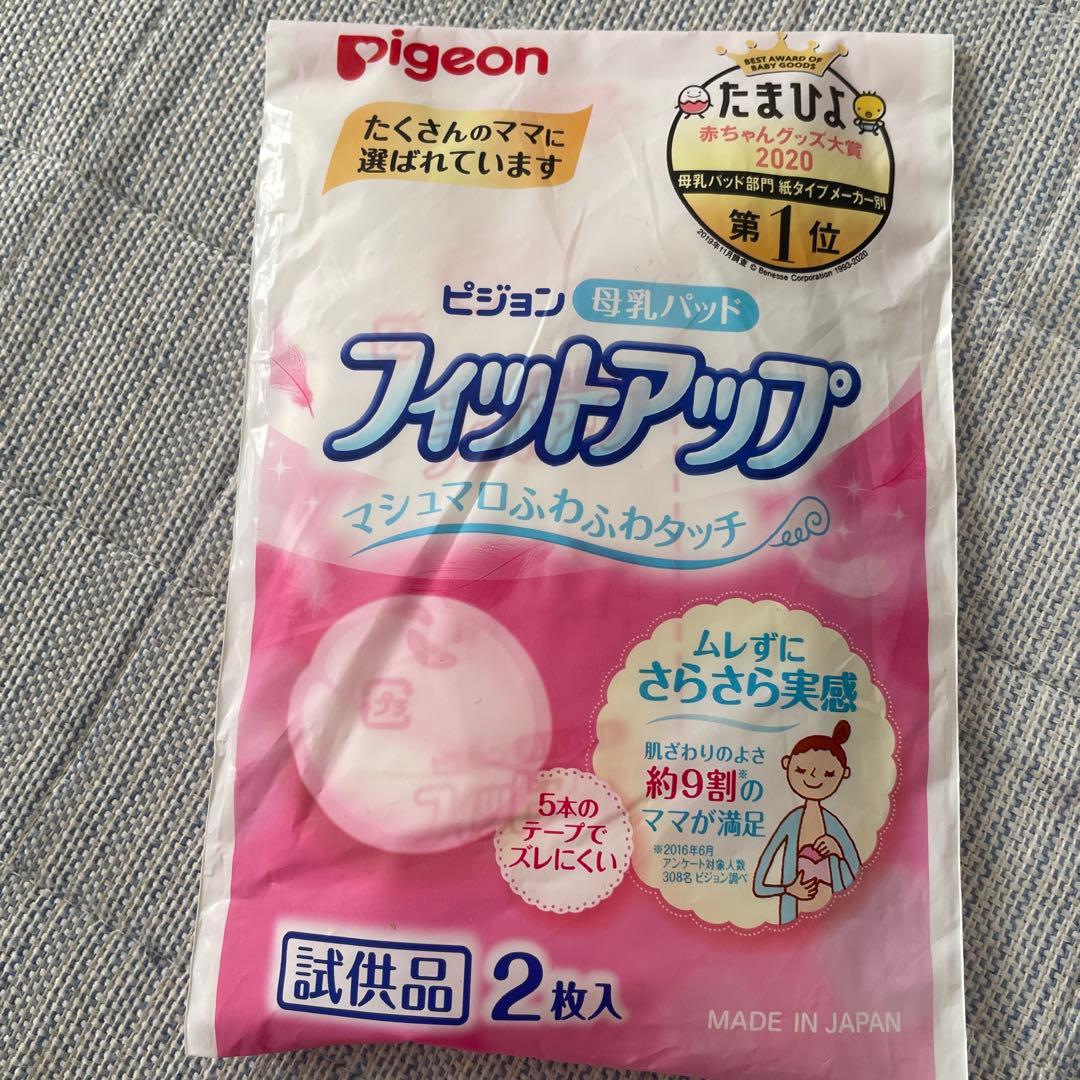 Pigeon
たくさんのママに
選ばれています
BEST AWARD OF
BABY GOODS
たまひよ
赤ちゃんグッズ大賞
2020
母乳パッド部門 紙タイプメーカー別
第1位
2019年11月調査 © Benesse Corporation 1993-2020
ピジョン 母乳パッド
フィットアップ
マシュマロふわふわタッチ
ムレずに
さらさら実感
肌ざわりのよさ
約9割※の
ママが満足
※2016年6月
アンケート対象人数
308名 ピジョン調べ
5本の
テープで
ズレにくい
試供品 2枚入
MADE IN JAPAN